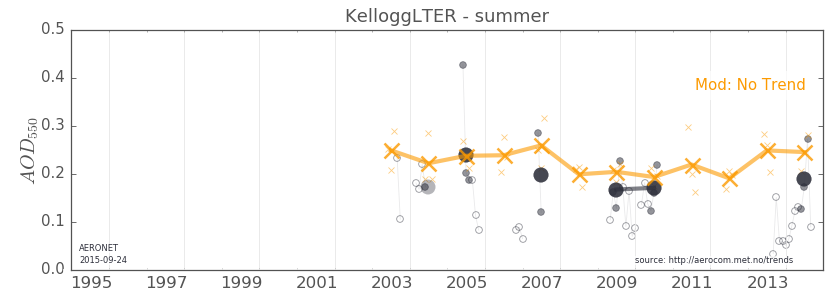 KelloggLTER - summer
0.5
0.4
0.3
0.2
0.1
0.0
AOD550
Mod: No Trend
AERONET
2015-09-24
source: http://aerocom.met.no/trends
1995 1997 1999 2001 2003 2005 2007 2009 2011 2013